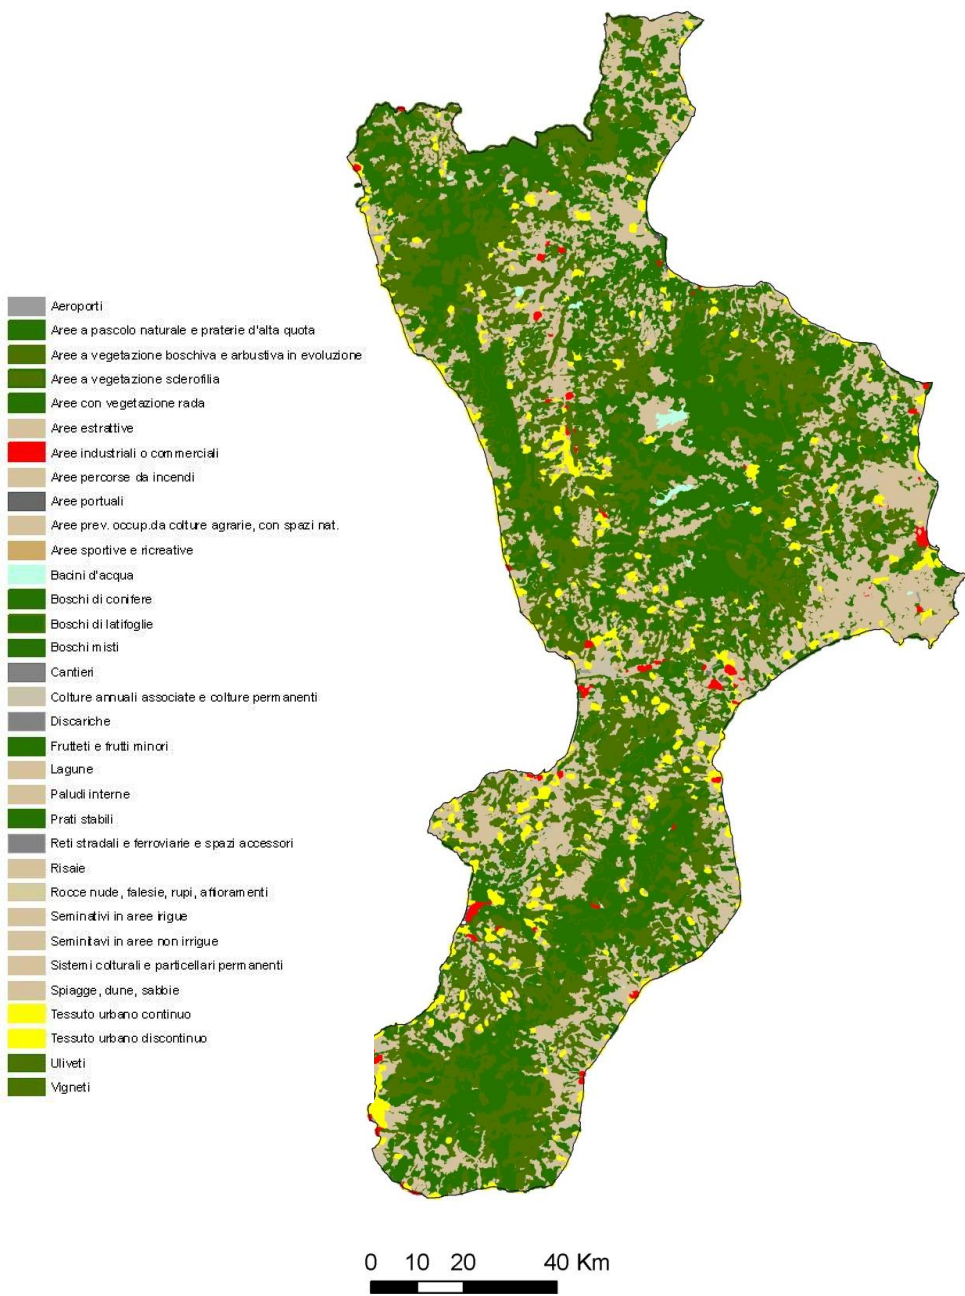 Aeroporti
Aree a pascolo naturale e praterie d'alta quota
Aree a vegetazione boschiva e arbustiva in evoluzione
Aree a vegetazione sclerofilia
Aree con vegetazione rada
Aree estrattive
Aree industriali o commerciali
Aree percorse da incendi
Aree portuali
Aree prev. occup.da colture agrarie, con spazi nat.
Aree sportive e ricreative
Bacini d'acqua
Boschi di conifere
Boschi di latifoglie
Boschi misti
Cantieri
Colture annuali associate e colture permanenti
Discariche
Frutteti e frutti minori
Lagune
Paludi interne
Prati stabili
Reti stradali e ferroviarie e spazi accessori
Risaie
Rocce nude, falesie, rupi, affioramenti
Seminativi in aree irigue
Seminitavi in aree non irrigue
Sistemi colturali e particellari permanenti
Spiagge, dune, sabbie
Tessuto urbano continuo
Tessuto urbano discontinuo
Uliveti
Vigneti
0 10 20 40 Km